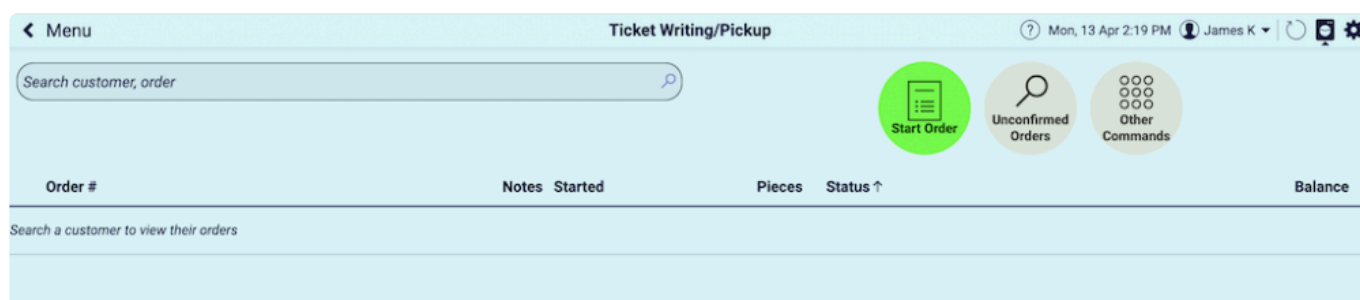 Menu
Ticket Writing/Pickup
? Mon, 13 Apr 2:19 PM James K
Search customer, order
Start Order
Unconfirmed
Orders
Other
Commands
Order # Notes Started Pieces Status↑ Balance
Search a customer to view their orders